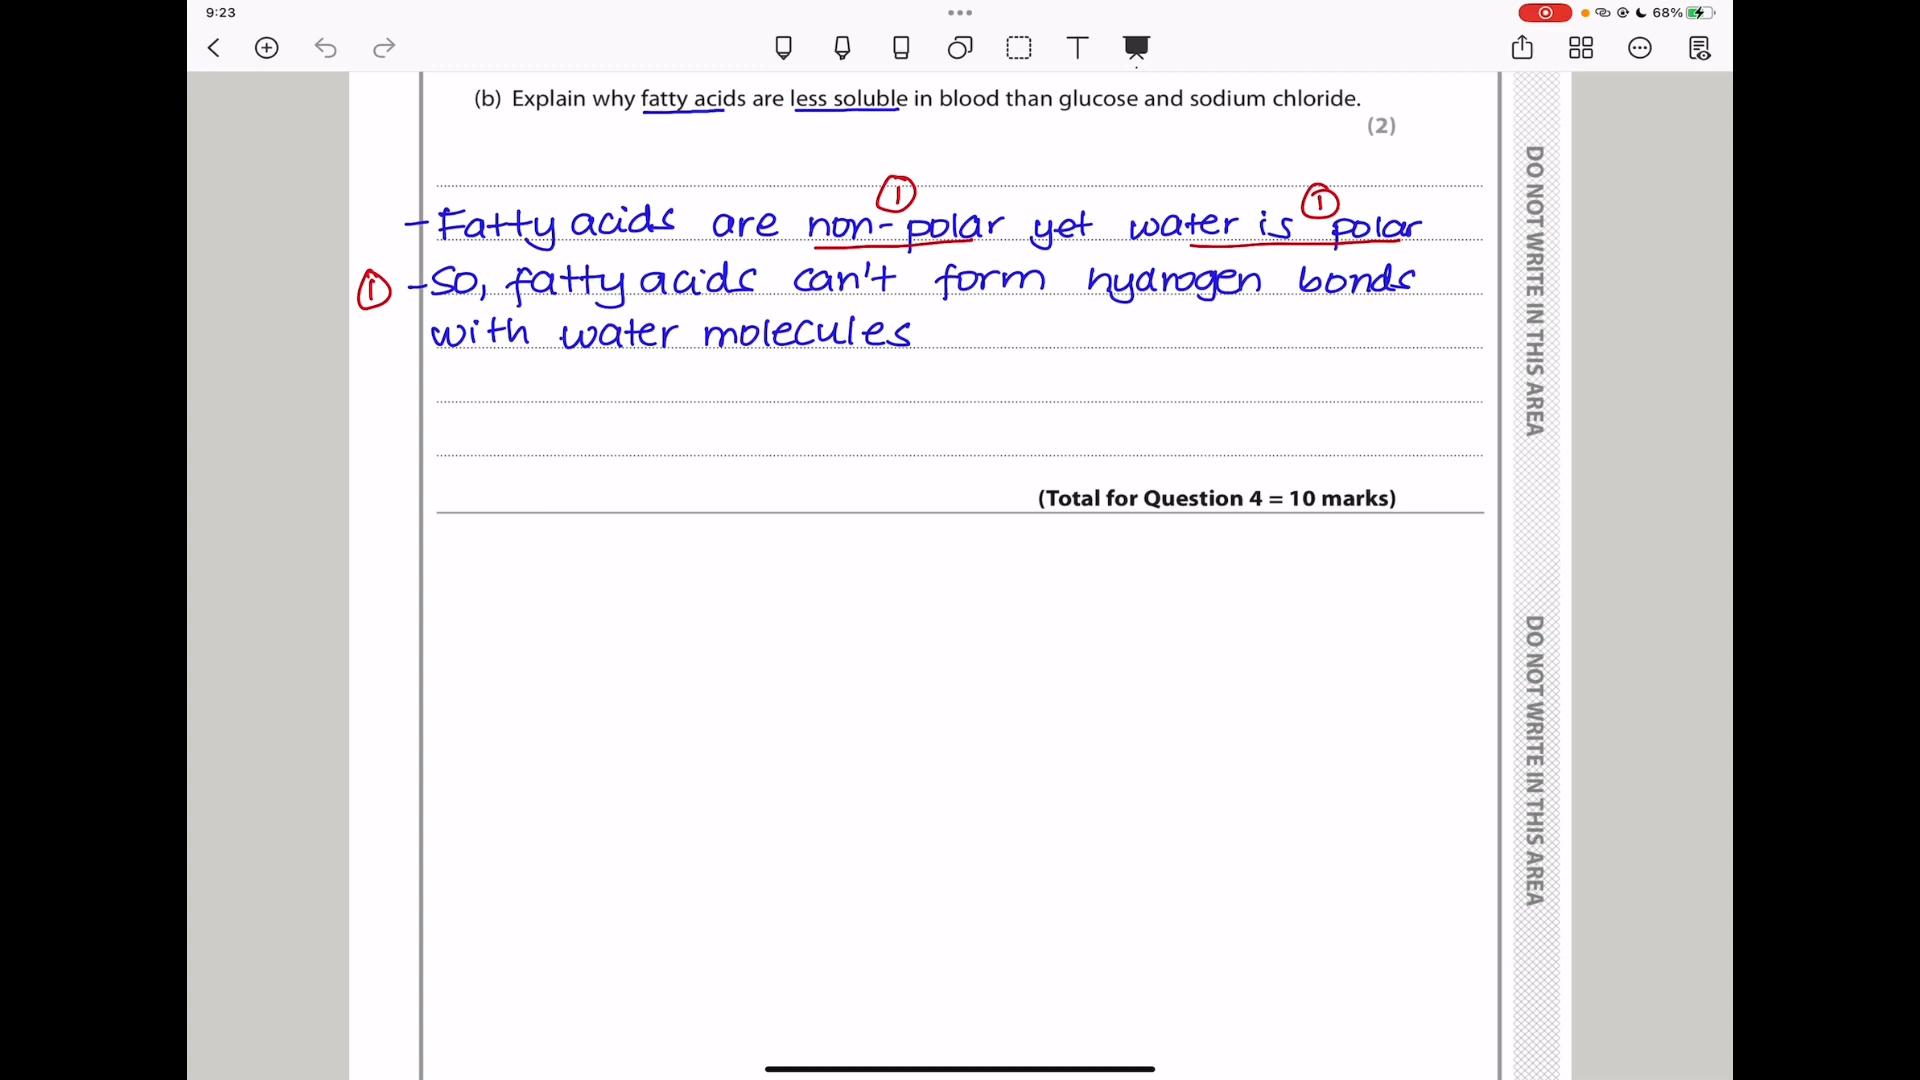 9:23
68%
(b) Explain why fatty acids are less soluble in blood than glucose and sodium chloride.
(2)
1 1
- Fatty acids are non-polar yet water is polar
1 - So, fatty acids can't form hydrogen bonds
with water molecules
(Total for Question 4 = 10 marks)
DO NOT WRITE IN THIS AREA
DO NOT WRITE IN THIS AREA